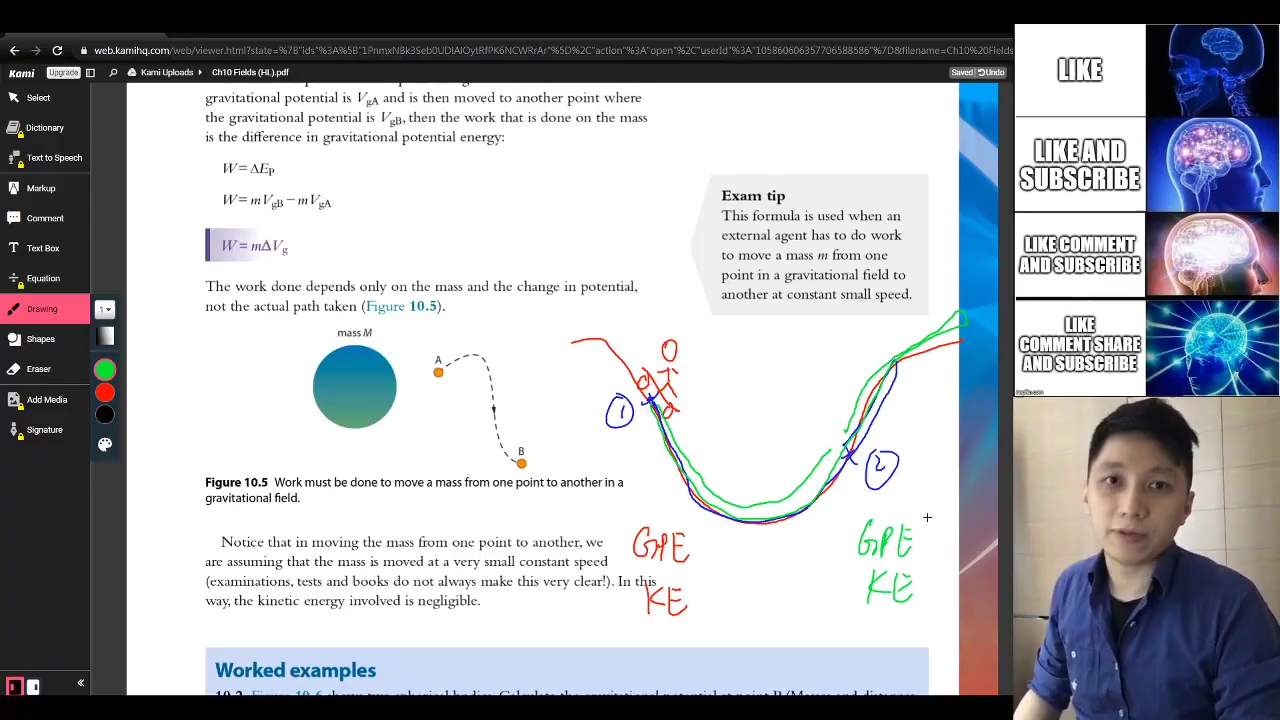 web.kamihq.com/web/viewer.html?state=%7B"ids%3A%5B"1PnmxNBk3Seb0UDIAIOytRfPK6NCWRrAr"%5D%2C"action%3A"open%2C"userId%3A"105860606357706588586"%7D&filename=Ch10 Fields
Kami
Upgrade
Kami Uploads
Ch10 Fields (HL).pdf
Saved
Undo
Select
Dictionary
Text to Speech
Markup
Comment
Text Box
Equation
Drawing
Shapes
Eraser
Add Media
Signature
1
gravitational potential is VgA and is then moved to another point where
the gravitational potential is VgB, then the work that is done on the mass
is the difference in gravitational potential energy:
W = ΔEP
W = mVgB − mVgA
W = mΔVg
The work done depends only on the mass and the change in potential,
not the actual path taken (Figure 10.5).
mass M
A
B
Figure 10.5 Work must be done to move a mass from one point to another in a
gravitational field.
Notice that in moving the mass from one point to another, we
are assuming that the mass is moved at a very small constant speed
(examinations, tests and books do not always make this very clear!). In this
way, the kinetic energy involved is negligible.
Worked examples
Exam tip
This formula is used when an
external agent has to do work
to move a mass m from one
point in a gravitational field to
another at constant small speed.
1
2
GPE
KE
GPE
KE
LIKE
LIKE AND
SUBSCRIBE
LIKE COMMENT
AND SUBSCRIBE
LIKE
COMMENT SHARE
AND SUBSCRIBE
imgflip.com